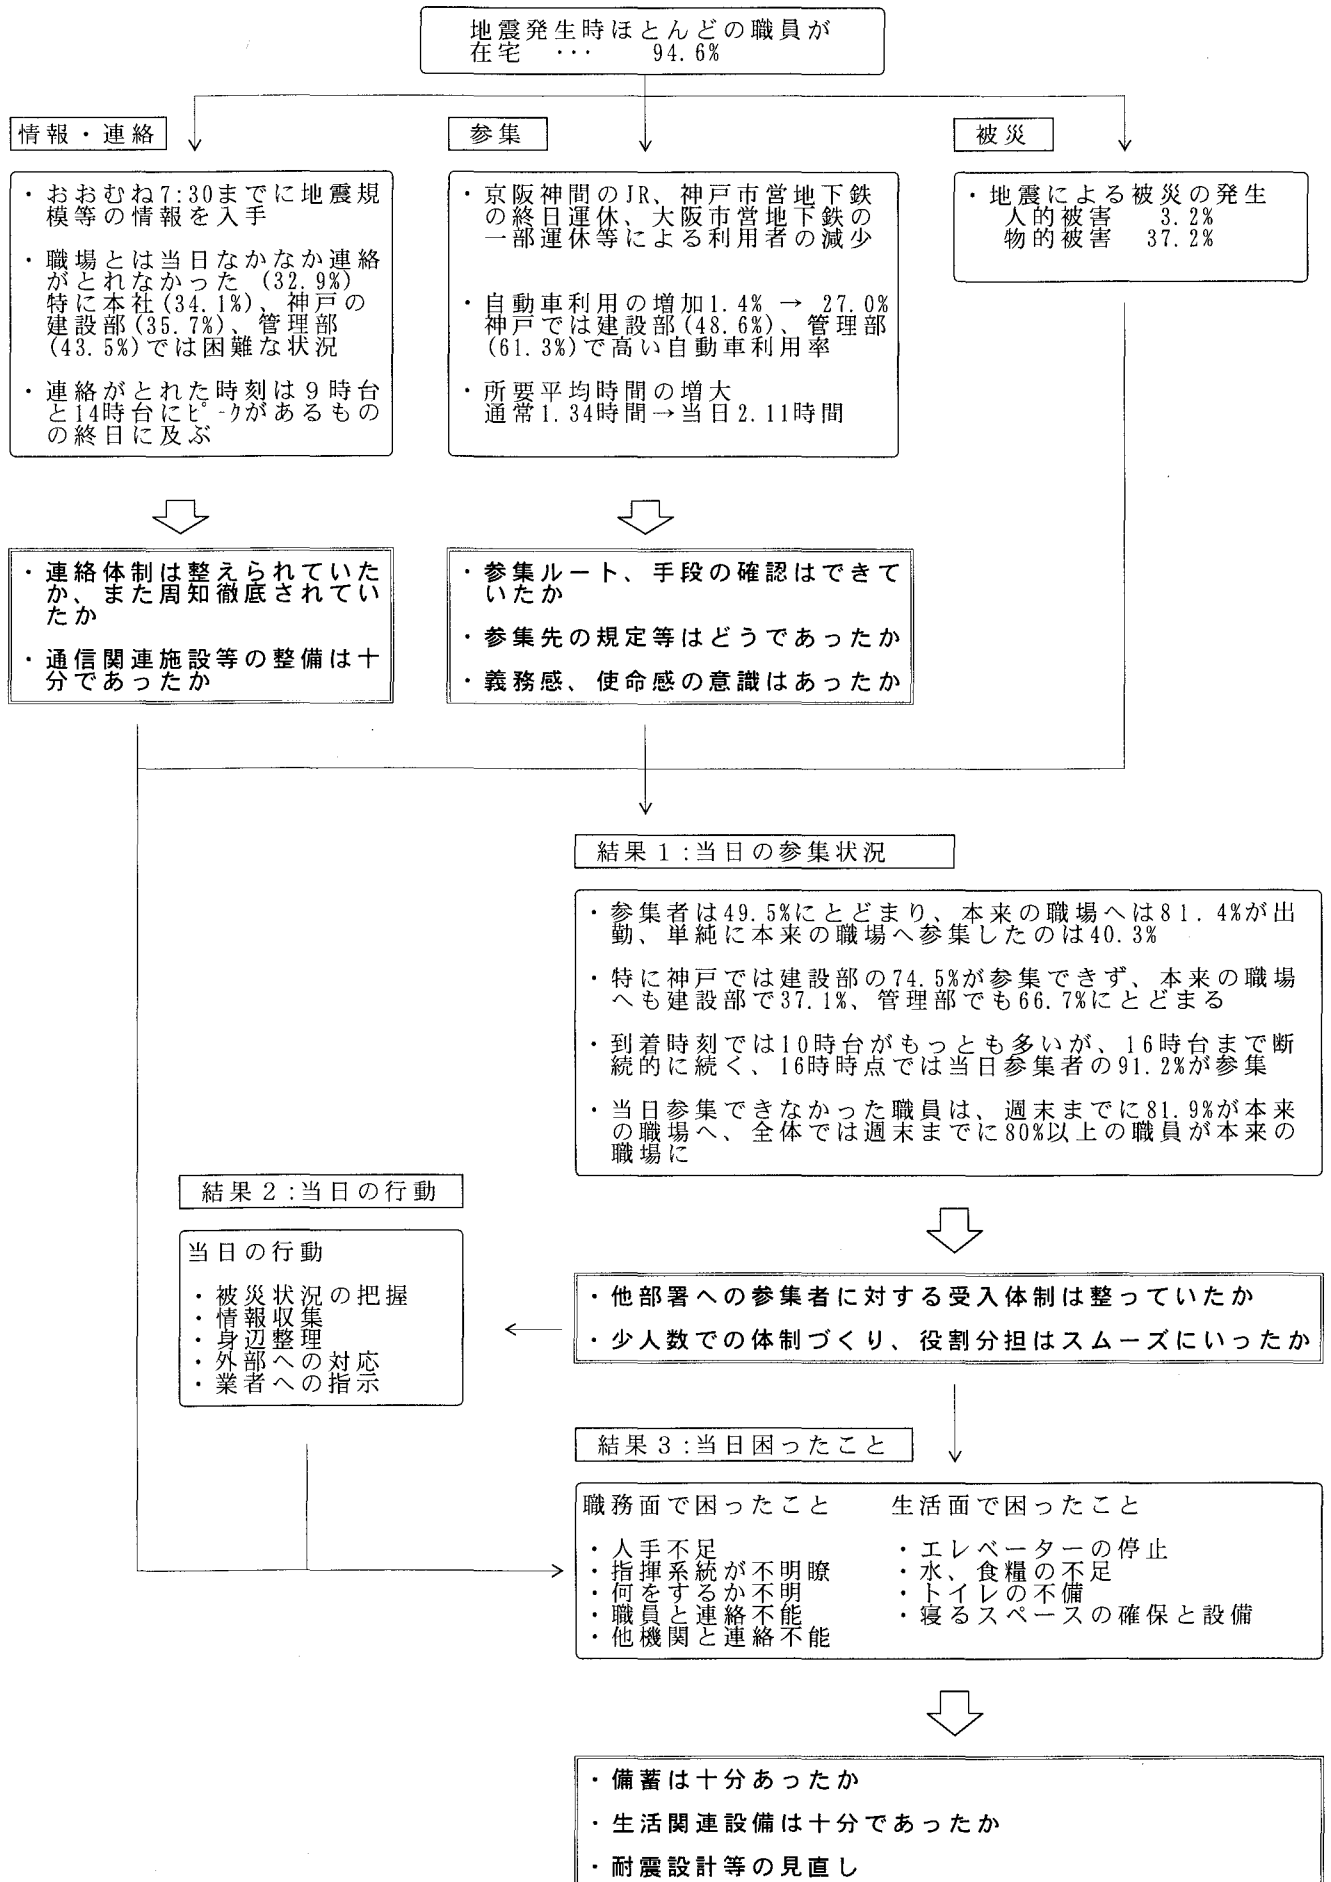 地震発生時ほとんどの職員が
在宅 ･･･ 94.6%
情報・連絡
・おおむね7:30までに地震規
模等の情報を入手
・職場とは当日なかなか連絡
がとれなかった (32.9%)
特に本社(34.1%)、神戸の
建設部(35.7%)、管理部
(43.5%)では困難な状況
・連絡がとれた時刻は９時台
と14時台にﾋﾟｰｸがあるもの
の終日に及ぶ
・連絡体制は整えられていた
か、また周知徹底されてい
たか
・通信関連施設等の整備は十
分であったか
参集
・京阪神間のJR、神戸市営地下鉄
の終日運休、大阪市営地下鉄の
一部運休等による利用者の減少
・自動車利用の増加1.4% → 27.0%
神戸では建設部(48.6%)、管理部
(61.3%)で高い自動車利用率
・所要平均時間の増大
通常1.34時間→当日2.11時間
・参集ルート、手段の確認はできて
いたか
・参集先の規定等はどうであったか
・義務感、使命感の意識はあったか
被災
・地震による被災の発生
人的被害 3.2%
物的被害 37.2%
結果１:当日の参集状況
・参集者は49.5%にとどまり、本来の職場へは81.4%が出
勤、単純に本来の職場へ参集したのは40.3%
・特に神戸では建設部の74.5%が参集できず、本来の職場
へも建設部で37.1%、管理部でも66.7%にとどまる
・到着時刻では10時台がもっとも多いが、16時台まで断
続的に続く、16時時点では当日参集者の91.2%が参集
・当日参集できなかった職員は、週末までに81.9%が本来
の職場へ、全体では週末までに80%以上の職員が本来の
職場に
・他部署への参集者に対する受入体制は整っていたか
・少人数での体制づくり、役割分担はスムーズにいったか
結果２:当日の行動
当日の行動
・被災状況の把握
・情報収集
・身辺整理
・外部への対応
・業者への指示
結果３:当日困ったこと
職務面で困ったこと
・人手不足
・指揮系統が不明瞭
・何をするか不明
・職員と連絡不能
・他機関と連絡不能
生活面で困ったこと
・エレベーターの停止
・水、食糧の不足
・トイレの不備
・寝るスペースの確保と設備
・備蓄は十分あったか
・生活関連設備は十分であったか
・耐震設計等の見直し